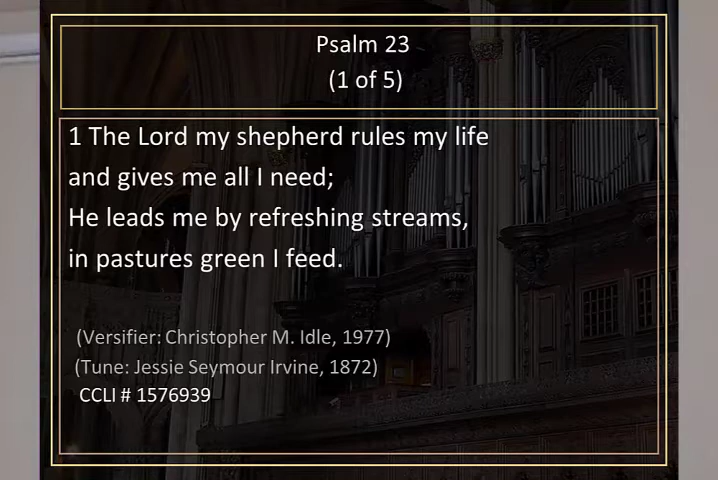 Psalm 23
(1 of 5)
1 The Lord my shepherd rules my life
and gives me all I need;
He leads me by refreshing streams,
in pastures green I feed.
(Versifier: Christopher M. Idle, 1977)
(Tune: Jessie Seymour Irvine, 1872)
CCLI # 1576939